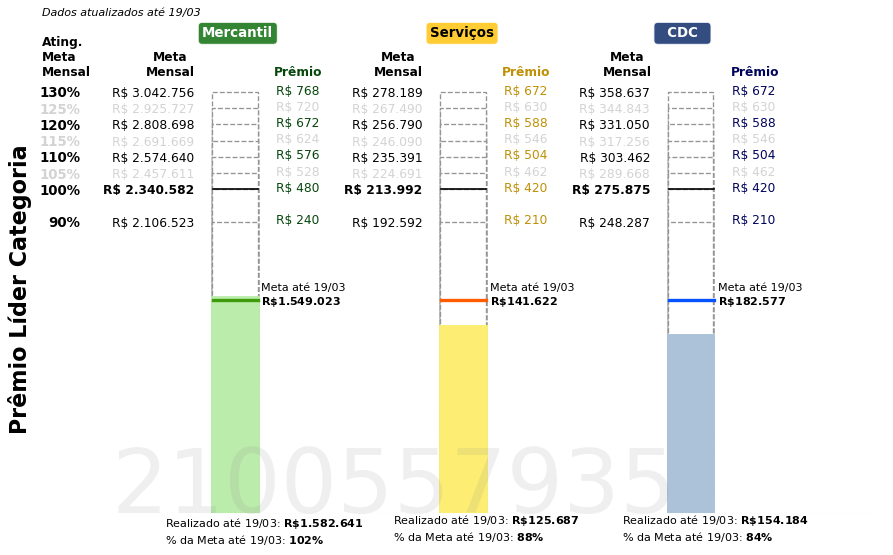 Dados atualizados até 19/03
Mercantil Serviços CDC
Ating.
Meta Meta Meta Meta
Mensal Mensal Prêmio Mensal Prêmio Mensal Prêmio
130% R$ 3.042.756 R$ 768 R$ 278.189 R$ 672 R$ 358.637 R$ 672
125% R$ 2.925.727 R$ 720 R$ 267.490 R$ 630 R$ 344.843 R$ 630
120% R$ 2.808.698 R$ 672 R$ 256.790 R$ 588 R$ 331.050 R$ 588
115% R$ 2.691.669 R$ 624 R$ 246.090 R$ 546 R$ 317.256 R$ 546
110% R$ 2.574.640 R$ 576 R$ 235.391 R$ 504 R$ 303.462 R$ 504
105% R$ 2.457.611 R$ 528 R$ 224.691 R$ 462 R$ 289.668 R$ 462
100% R$ 2.340.582 R$ 480 R$ 213.992 R$ 420 R$ 275.875 R$ 420
90% R$ 2.106.523 R$ 240 R$ 192.592 R$ 210 R$ 248.287 R$ 210
Prêmio Líder Categoria
Meta até 19/03 Meta até 19/03 Meta até 19/03
R$1.549.023 R$141.622 R$182.577
2100557935
Realizado até 19/03: R$1.582.641 Realizado até 19/03: R$125.687 Realizado até 19/03: R$154.184
% da Meta até 19/03: 102% % da Meta até 19/03: 88% % da Meta até 19/03: 84%